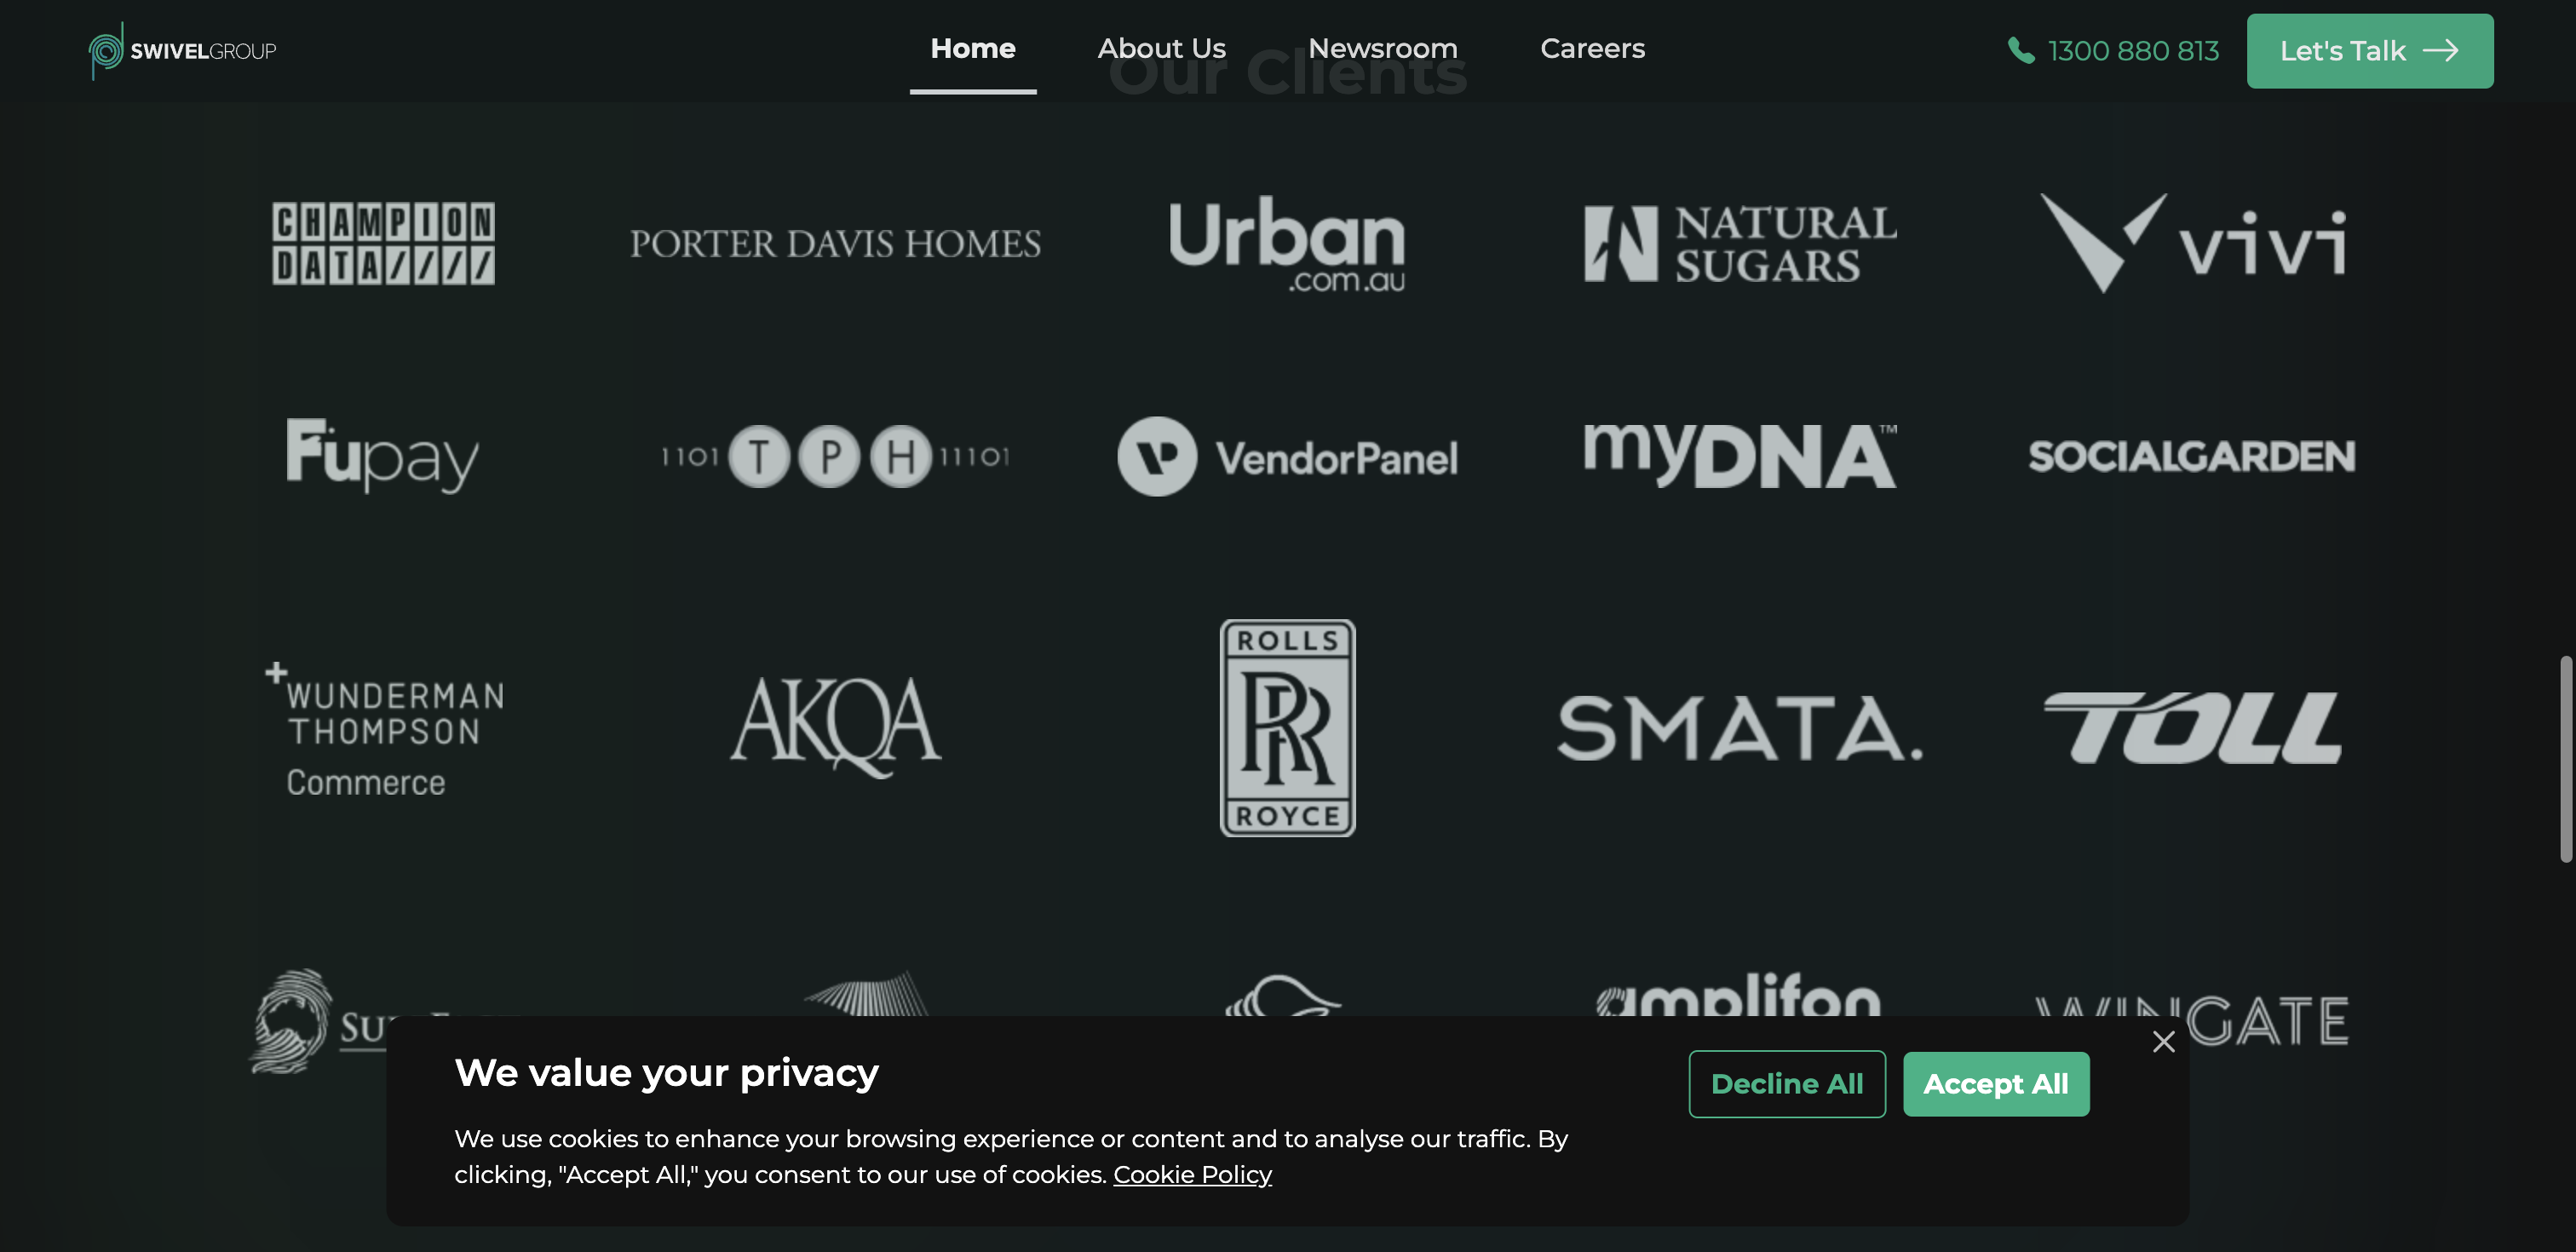 SWIVELGROUP
Home
About Us
Newsroom
Careers
1300 880 813
Let's Talk
Our Clients
CHAMPION
DATA////
PORTER DAVIS HOMES
Urban
.com.au
NATURAL
SUGARS
vivi
Fupay
1101 T P H 11101
VendorPanel
myDNA™
SOCIALGARDEN
WUNDERMAN
THOMPSON
Commerce
AKQA
ROLLS
RR
ROYCE
SMATA.
TOLL
amplifon
WINGATE
We value your privacy
We use cookies to enhance your browsing experience or content and to analyse our traffic. By
clicking, "Accept All," you consent to our use of cookies. Cookie Policy
Decline All
Accept All